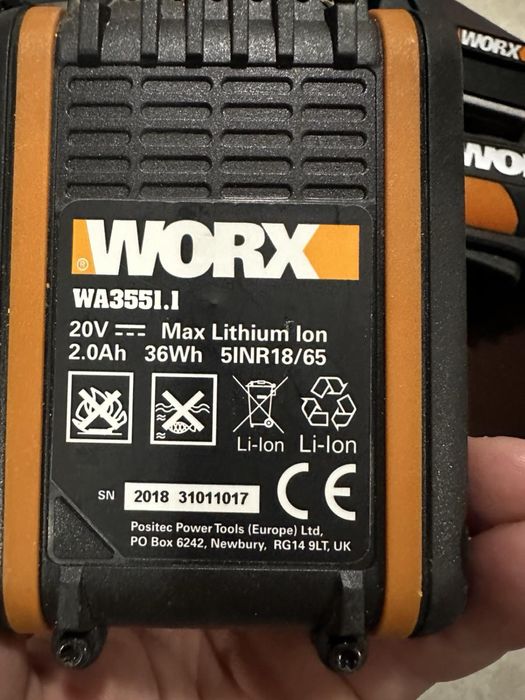 WORX
WORX
®
WA3551.1
20V ⎓ Max Lithium Ion
2.0Ah 36Wh 5INR18/65
Li-Ion Li-Ion
SN 2018 31011017
CE
Positec Power Tools (Europe) Ltd,
PO Box 6242, Newbury, RG14 9LT, UK